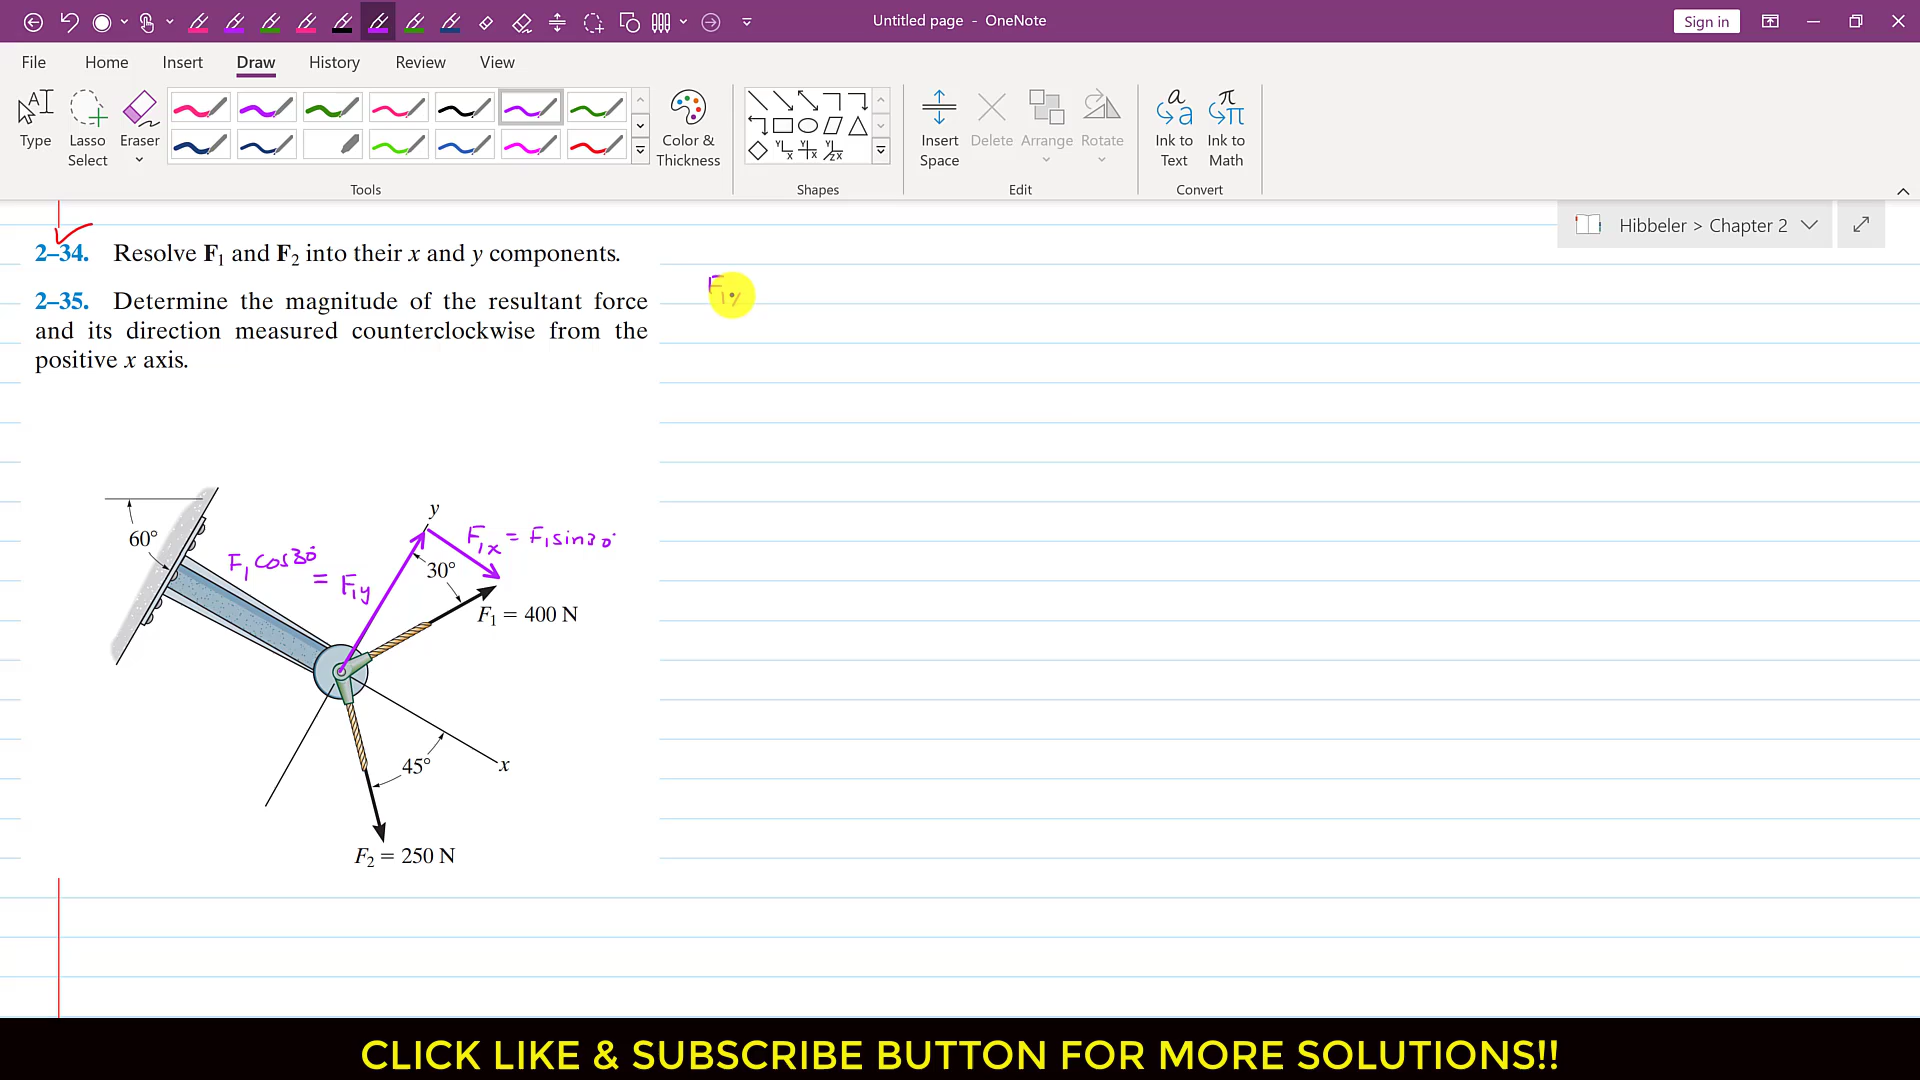 Untitled page - OneNote
Sign in
File Home Insert Draw History Review View
Type
Lasso Select
Eraser
Color & Thickness
Insert Space
Delete
Arrange
Rotate
Ink to Text
Ink to Math
Tools
Shapes
Edit
Convert
Hibbeler > Chapter 2
2–34. Resolve F1 and F2 into their x and y components.
2–35. Determine the magnitude of the resultant force
and its direction measured counterclockwise from the
positive x axis.
F1y
y
60°
F1x = F1sin30°
F1 cos30°
= F1y
30°
F1 = 400 N
45°
x
F2 = 250 N
CLICK LIKE & SUBSCRIBE BUTTON FOR MORE SOLUTIONS!!